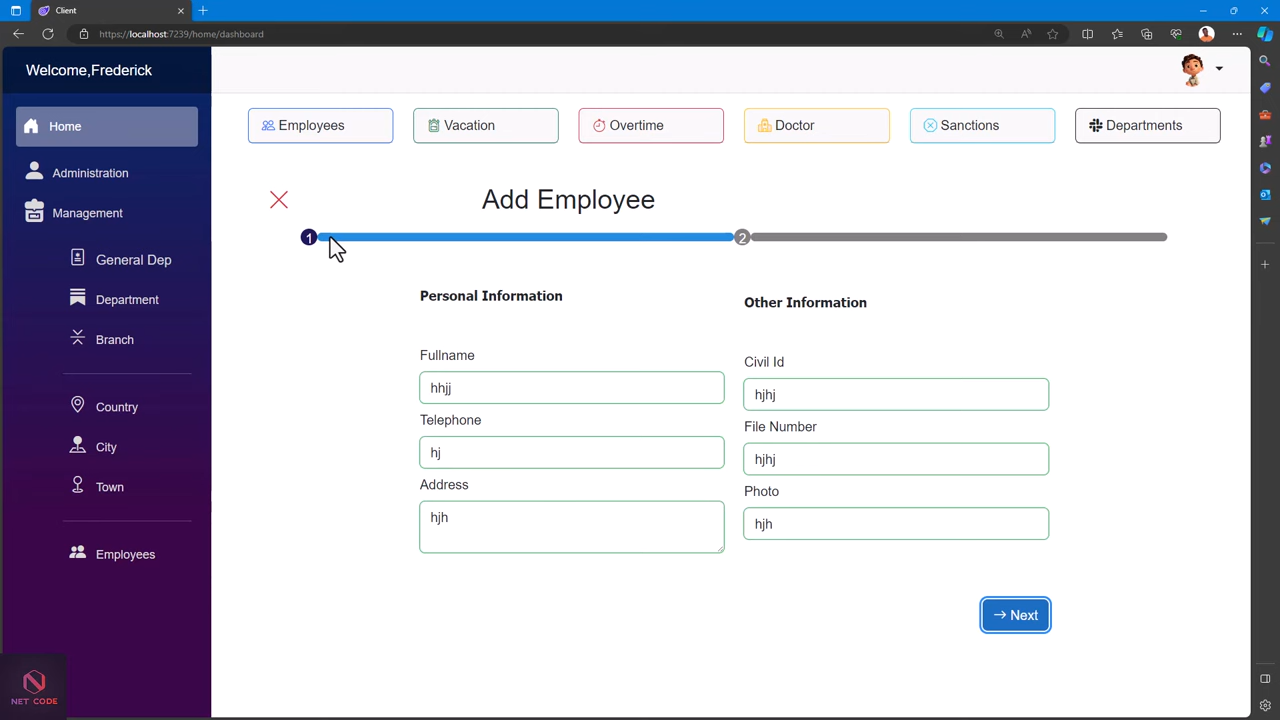 Client
https://localhost:7239/home/dashboard
Welcome,Frederick
Home
Administration
Management
General Dep
Department
Branch
Country
City
Town
Employees
NET CODE
Employees
Vacation
Overtime
Doctor
Sanctions
Departments
Add Employee
1
2
Personal Information
Fullname
hhjj
Telephone
hj
Address
hjh
Other Information
Civil Id
hjhj
File Number
hjhj
Photo
hjh
Next